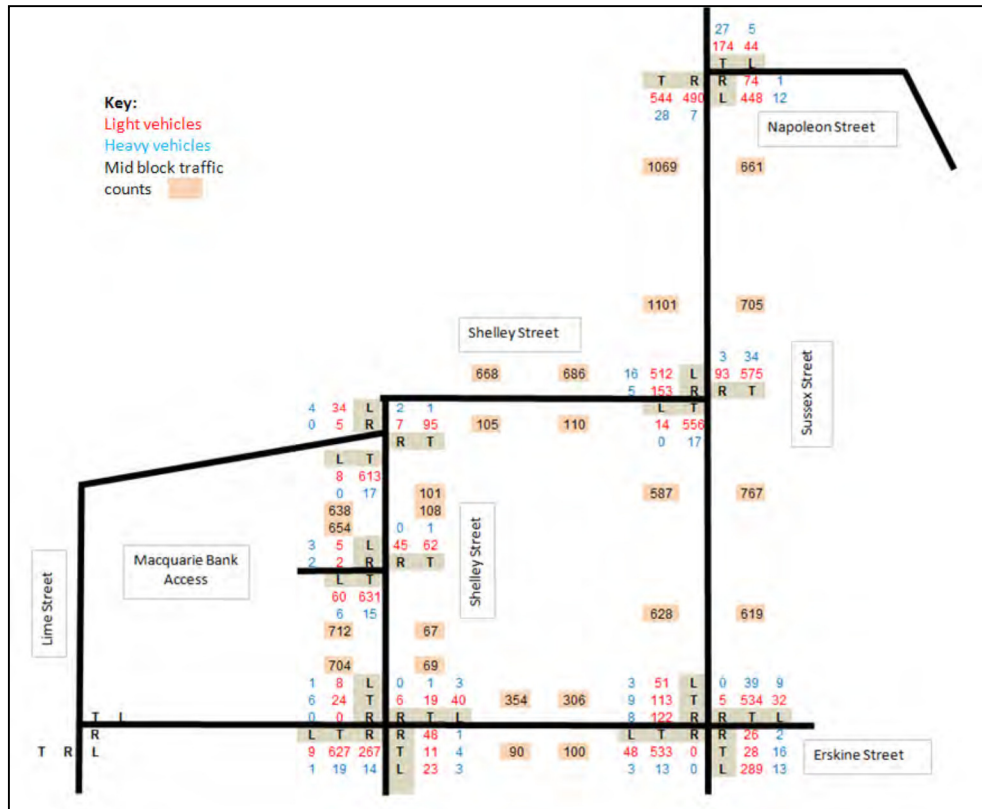 27 5
174 44
T L
T R R 74 1
544 490 L 448 12
28 7
Key:
Light vehicles
Heavy vehicles
Mid block traffic
counts
Napoleon Street
1069 661
1101 705
Shelley Street
3 34
668 686 16 512 L 93 575
5 153 R R T
4 34 L 2 1 L T
0 5 R 7 95 105 110 14 556
R T 0 17
L T
8 613
0 17 101 587 767
638 108
654 0 1
3 5 L 45 62
2 2 R R T
Macquarie Bank
Access
L T
60 631
6 15
Shelley Street
Sussex Street
Lime Street
712 67 628 619
704 69
1 8 L 0 1 3 3 51 L 0 39 9
6 24 T 6 19 40 354 306 9 113 T 5 534 32
T L 0 0 R R T L 8 122 R R T L
R L T R R 48 1 L T R R 26 2
T R L 9 627 267 T 11 4 90 100 48 533 0 T 28 16
1 19 14 L 23 3 3 13 0 L 289 13
Erskine Street